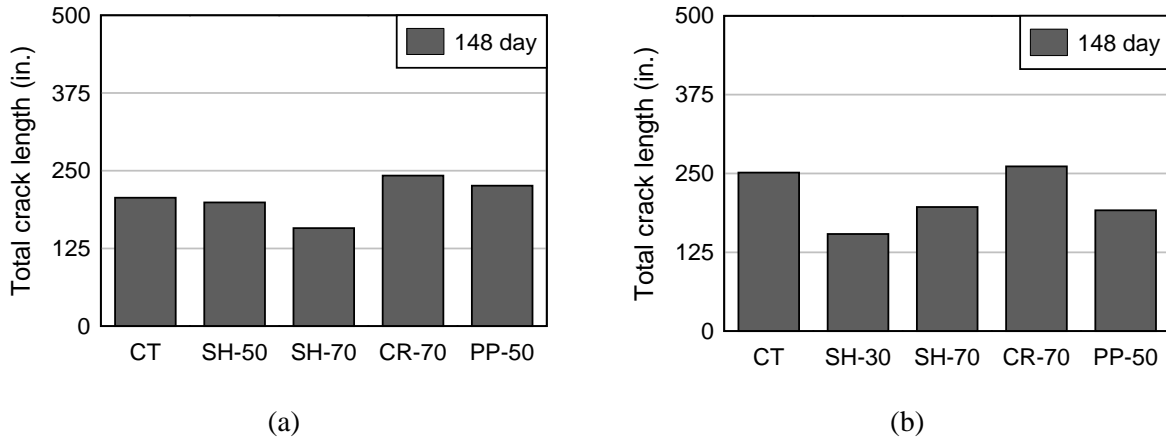 Total crack length (in.)
500
375
250
125
0
148 day
CT SH-50 SH-70 CR-70 PP-50
(a)
Total crack length (in.)
500
375
250
125
0
148 day
CT SH-30 SH-70 CR-70 PP-50
(b)